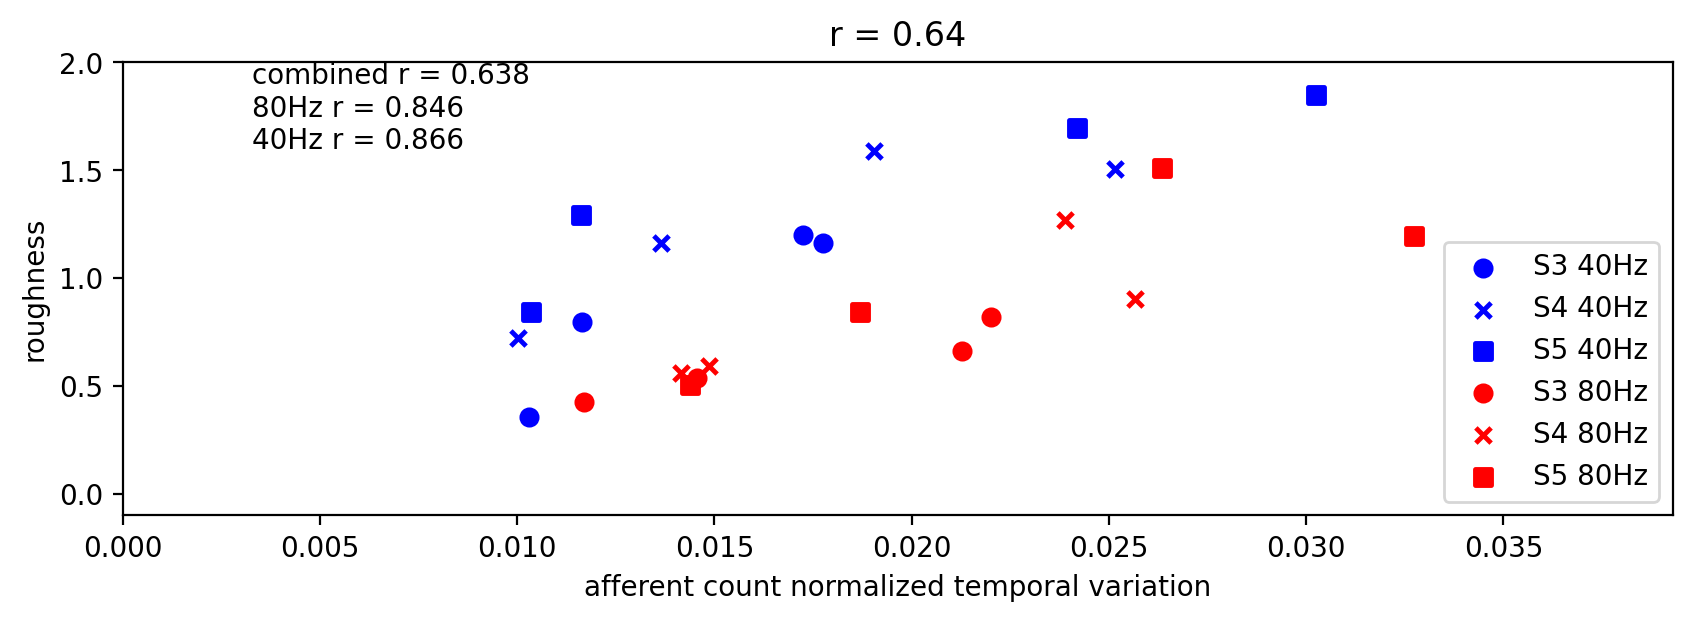 r = 0.64
combined r = 0.638
80Hz r = 0.846
40Hz r = 0.866
2.0
1.5
1.0
0.5
0.0
roughness
S3 40Hz
S4 40Hz
S5 40Hz
S3 80Hz
S4 80Hz
S5 80Hz
0.000 0.005 0.010 0.015 0.020 0.025 0.030 0.035
afferent count normalized temporal variation